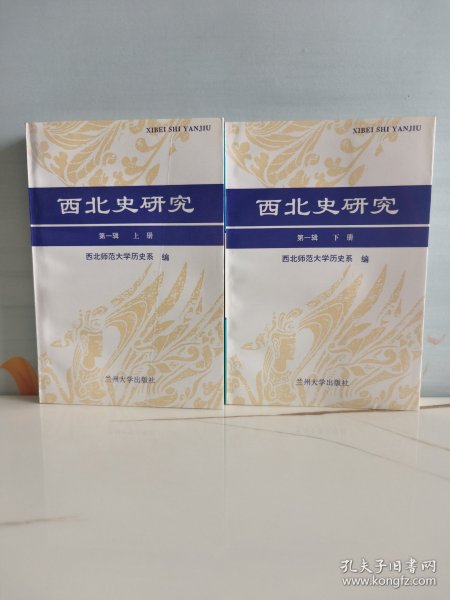 XIBEI SHI YANJIU
西北史研究
第一辑 上册
西北师范大学历史系 编
兰州大学出版社
XIBEI SHI YANJIU
西北史研究
第一辑 下册
西北师范大学历史系 编
兰州大学出版社
孔夫子旧书网
www.kongfz.com